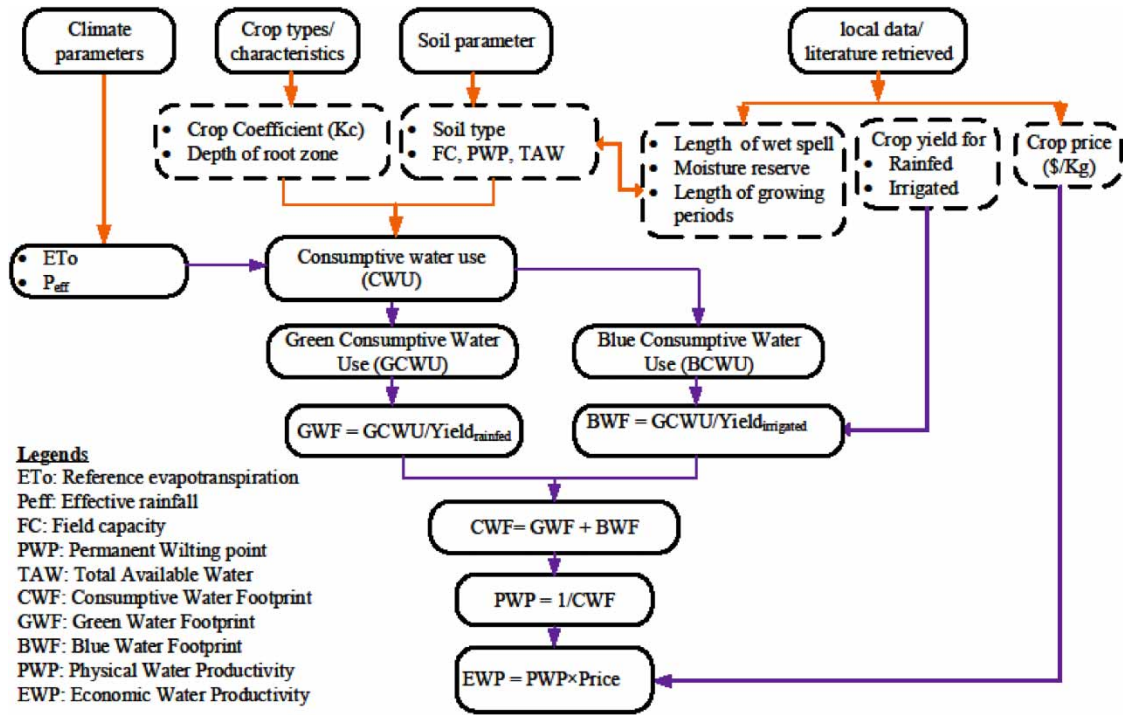 Climate
parameters
Crop types/
characteristics
Soil parameter
local data/
literature retrieved
• Crop Coefficient (Kc)
• Depth of root zone
• Soil type
• FC, PWP, TAW
• Length of wet spell
• Moisture reserve
• Length of growing
periods
Crop yield for
• Rainfed
• Irrigated
Crop price
($/Kg)
• ETo
• Peff
Consumptive water use
(CWU)
Green Consumptive Water
Use (GCWU)
Blue Consumptive Water
Use (BCWU)
GWF = GCWU/Yieldrainfed
BWF = GCWU/Yieldirrigated
CWF= GWF + BWF
PWP = 1/CWF
EWP = PWP×Price
Legends
ETo: Reference evapotranspiration
Peff: Effective rainfall
FC: Field capacity
PWP: Permanent Wilting point
TAW: Total Available Water
CWF: Consumptive Water Footprint
GWF: Green Water Footprint
BWF: Blue Water Footprint
PWP: Physical Water Productivity
EWP: Economic Water Productivity